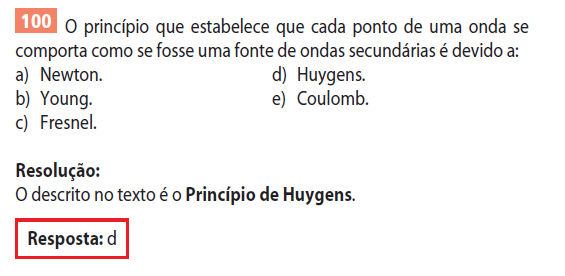 100 O princípio que estabelece que cada ponto de uma onda se
comporta como se fosse uma fonte de ondas secundárias é devido a:
a) Newton.
b) Young.
c) Fresnel.
d) Huygens.
e) Coulomb.
Resolução:
O descrito no texto é o Princípio de Huygens.
Resposta: d